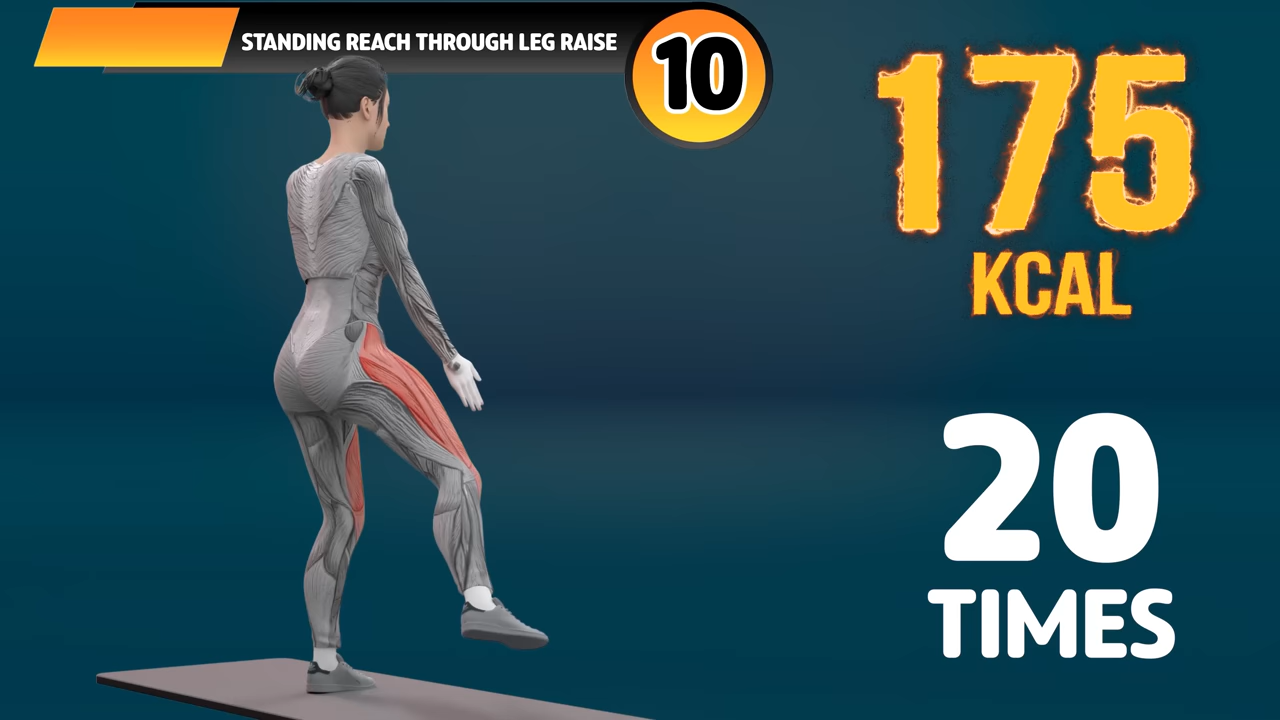 STANDING REACH THROUGH LEG RAISE
10
175
KCAL
20
TIMES